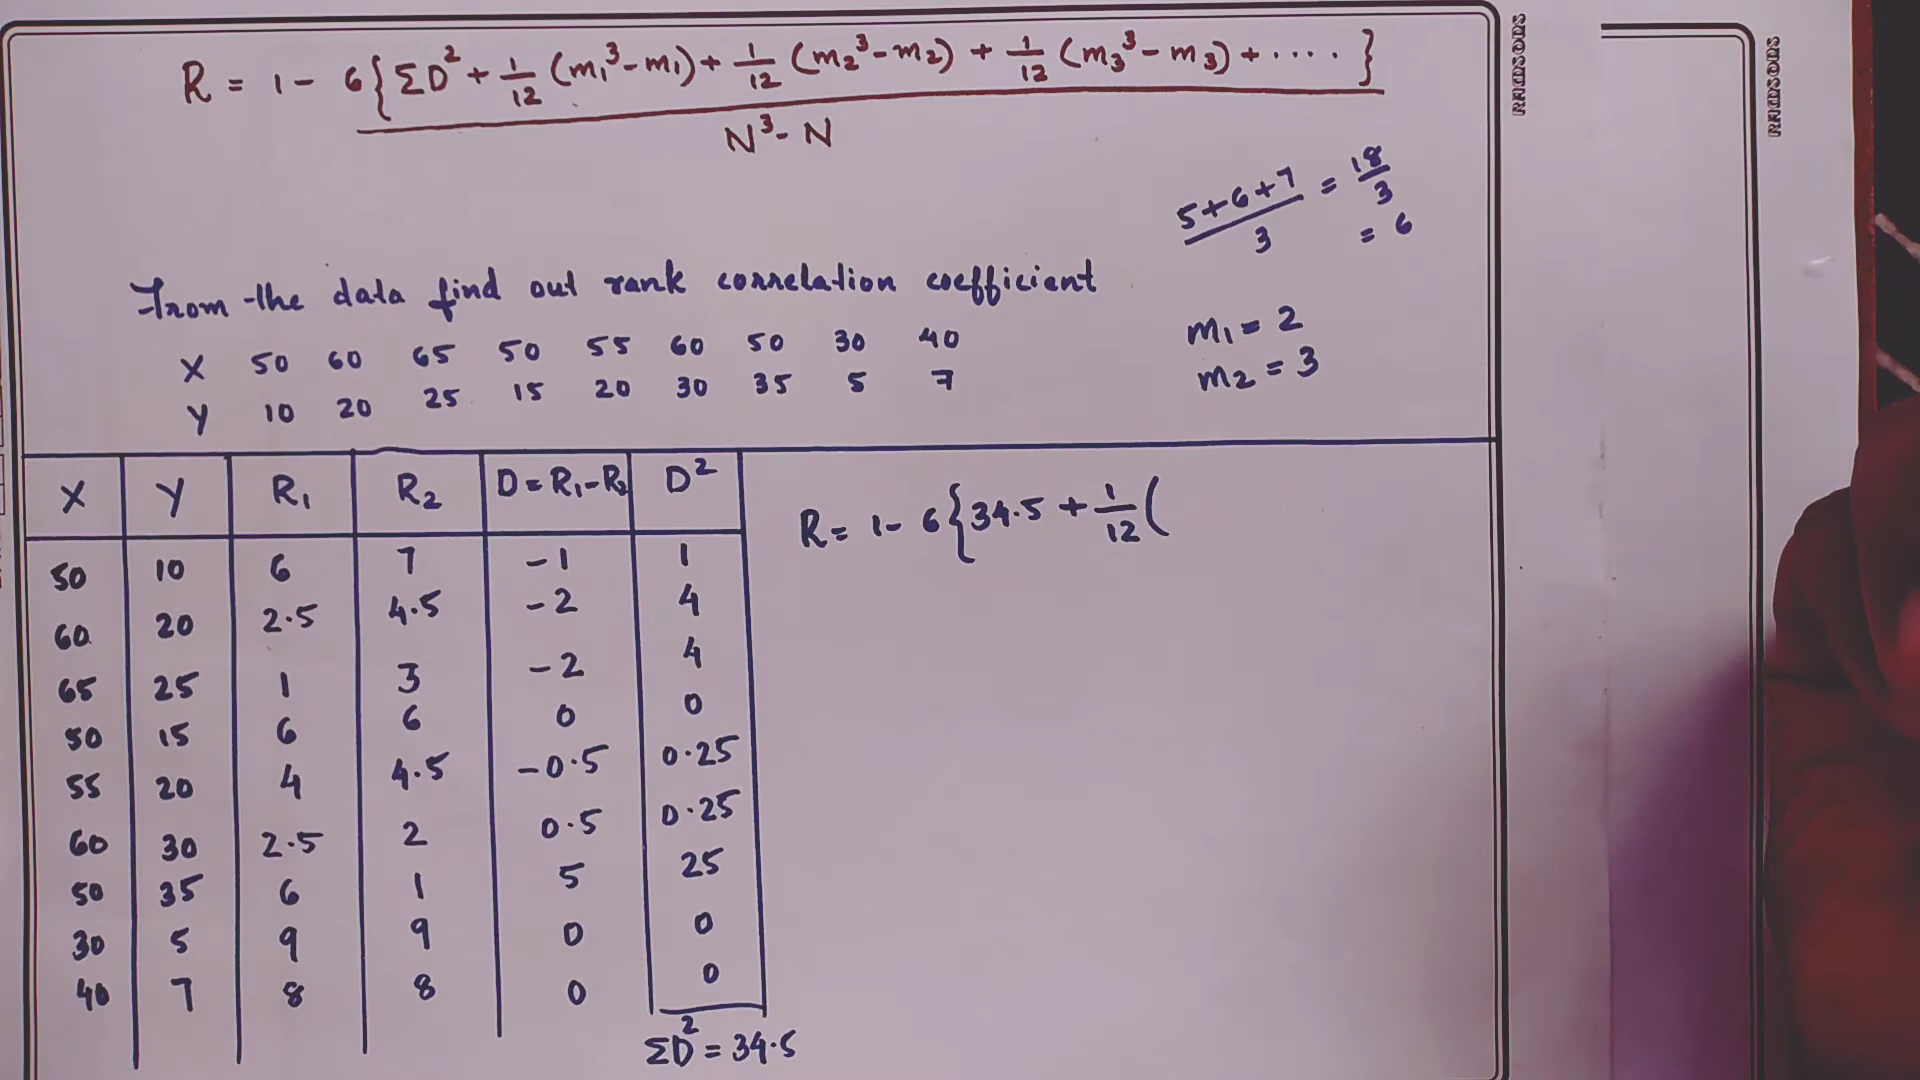 R = 1 - 6{ΣD² + 1/12 (m₁³ - m₁) + 1/12 (m₂³ - m₂) + 1/12 (m₃³ - m₃) + ....}
N³ - N
5+6+7/3 = 18/3
= 6
From the data find out rank correlation coefficient
X 50 60 65 50 55 60 50 30 40
Y 10 20 25 15 20 30 35 5 7
m₁ = 2
m₂ = 3
X Y R₁ R₂ D = R₁-R₂ D²
50 10 6 7 -1 1
60 20 2.5 4.5 -2 4
65 25 1 3 -2 4
50 15 6 6 0 0
55 20 4 4.5 -0.5 0.25
60 30 2.5 2 0.5 0.25
50 35 6 1 5 25
30 5 9 9 0 0
40 7 8 8 0 0
ΣD² = 34.5
R = 1 - 6{34.5 + 1/12(